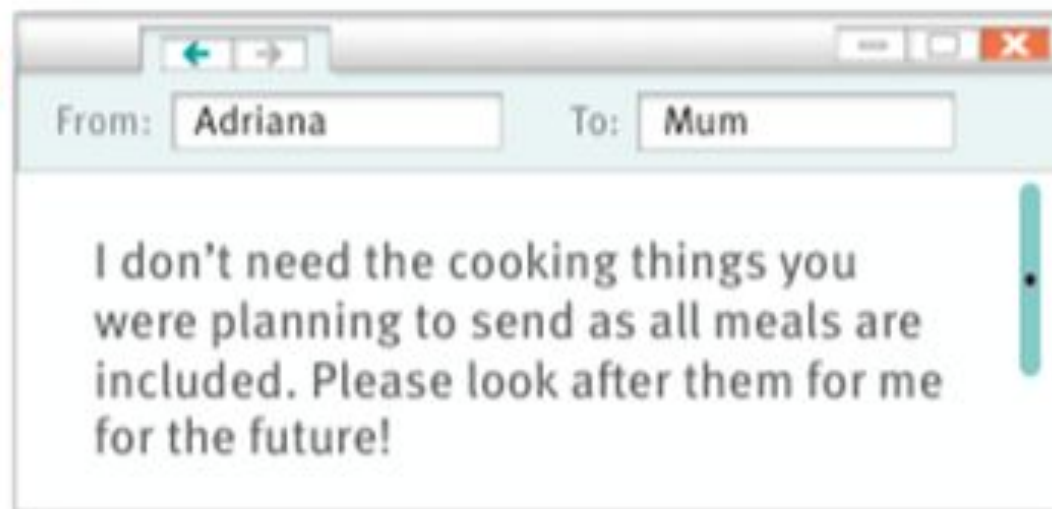 From: Adriana To: Mum
I don't need the cooking things you
were planning to send as all meals are
included. Please look after them for me
for the future!